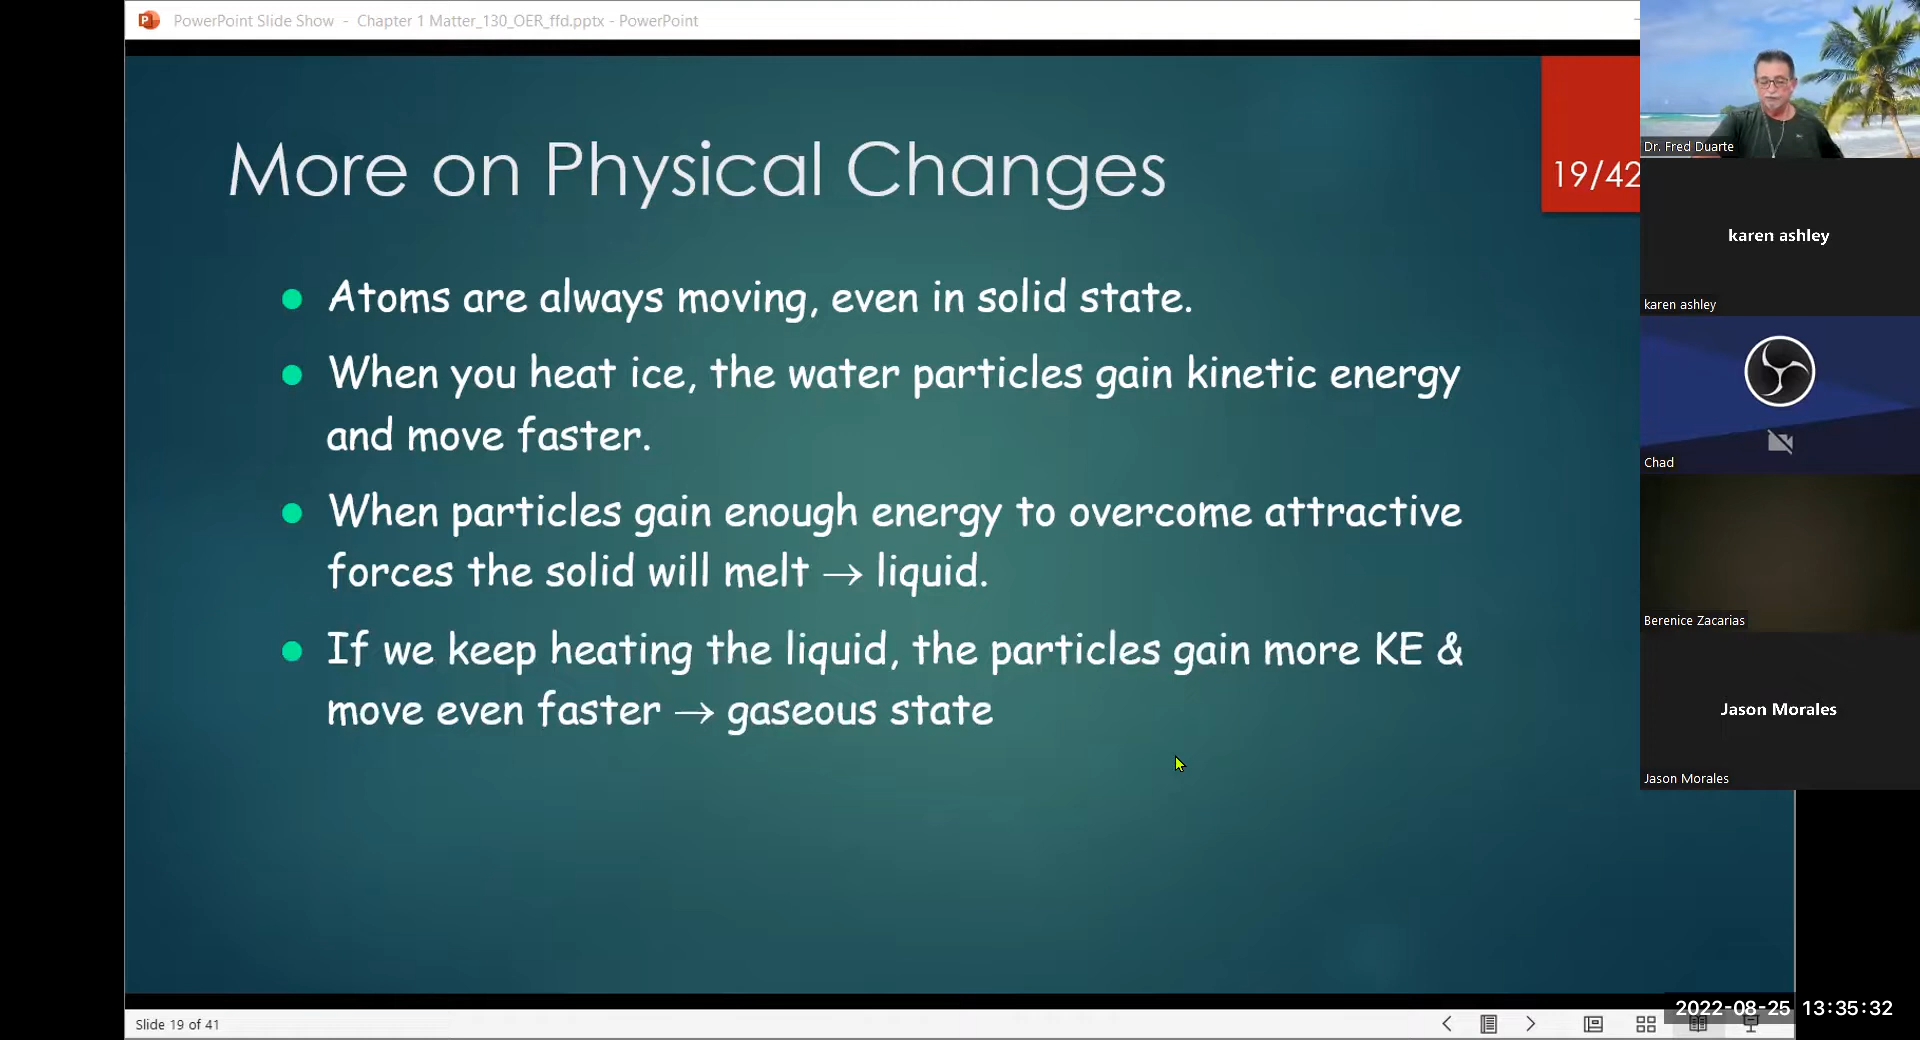 PowerPoint Slide Show - Chapter 1 Matter_130_OER_ffd.pptx - PowerPoint
More on Physical Changes
19/42
Atoms are always moving, even in solid state.
When you heat ice, the water particles gain kinetic energy
and move faster.
When particles gain enough energy to overcome attractive
forces the solid will melt → liquid.
If we keep heating the liquid, the particles gain more KE &
move even faster → gaseous state
Dr. Fred Duarte
karen ashley
karen ashley
Chad
Berenice Zacarias
Jason Morales
Jason Morales
Slide 19 of 41
2022-08-25 13:35:32